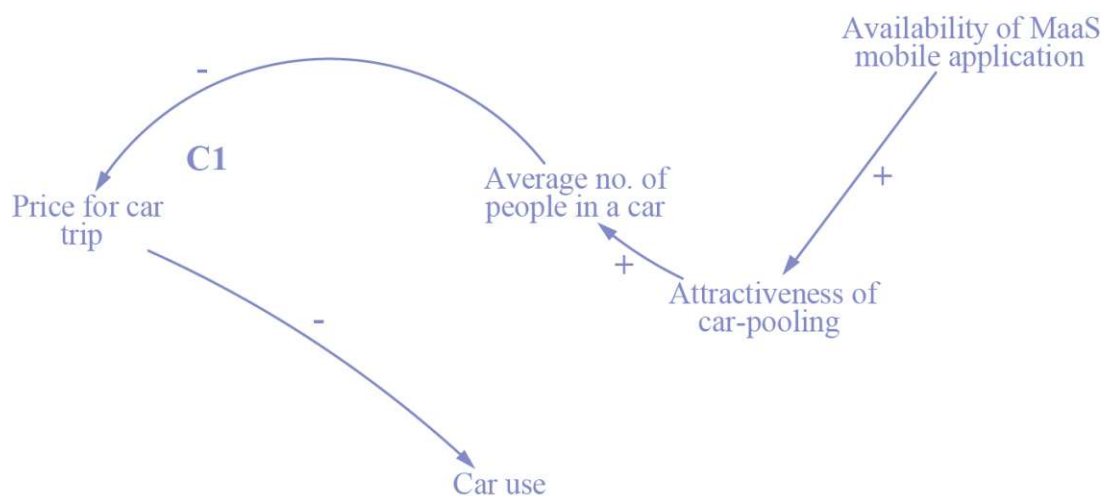 Availability of MaaS
mobile application
-
C1
+
Average no. of
people in a car
Price for car
trip
+
Attractiveness of
car-pooling
-
Car use